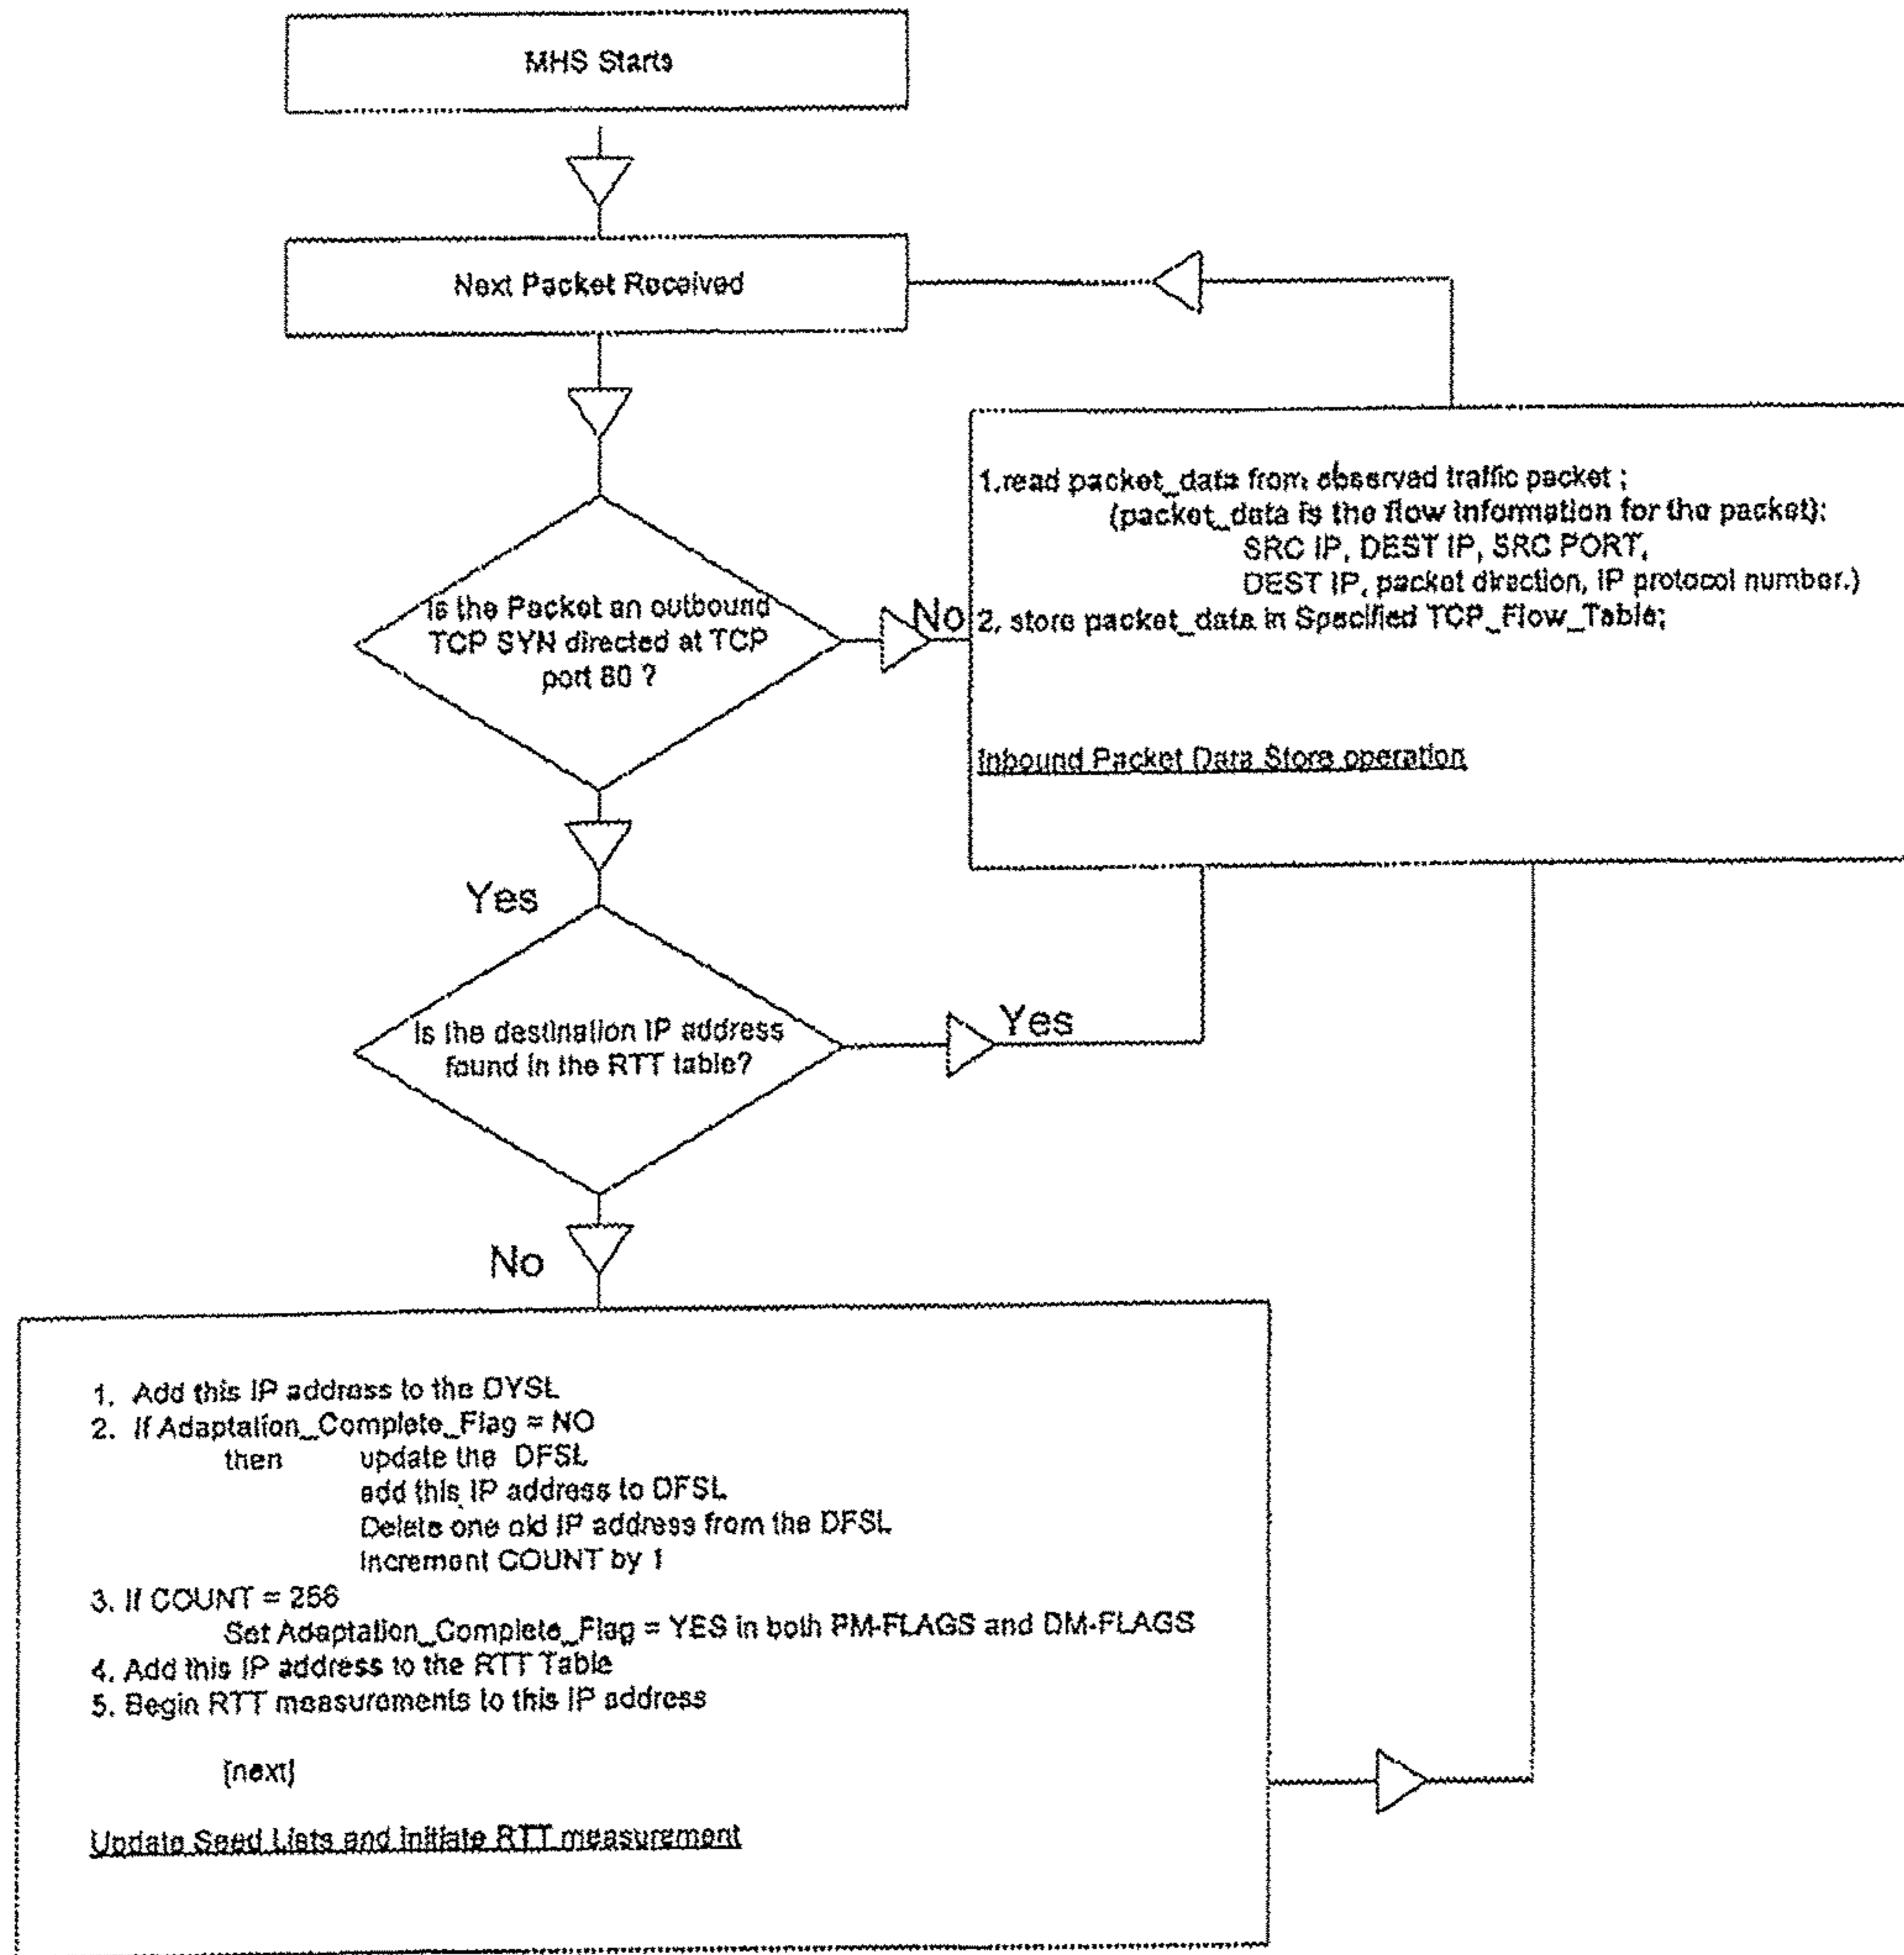 MHS Starts
Next Packet Received
Is the Packet an outbound
TCP SYN directed at TCP
port 80 ?
No
1.read packet_data from observed traffic packet ;
(packet_data is the flow information for the packet):
SRC IP, DEST IP, SRC PORT,
DEST IP, packet direction, IP protocol number.)
2. store packet_data in Specified TCP_Flow_Table;
Inbound Packet Data Store operation
Yes
Is the destination IP address
found in the RTT table?
Yes
No
1. Add this IP address to the DYSL
2. If Adaptation_Complete_Flag = NO
then update the DFSL
add this IP address to DFSL
Delete one old IP address from the DFSL
Increment COUNT by 1
3. If COUNT = 256
Set Adaptation_Complete_Flag = YES in both PM-FLAGS and DM-FLAGS
4. Add this IP address to the RTT Table
5. Begin RTT measurements to this IP address
[next]
Update Seed Lists and Initiate RTT measurement